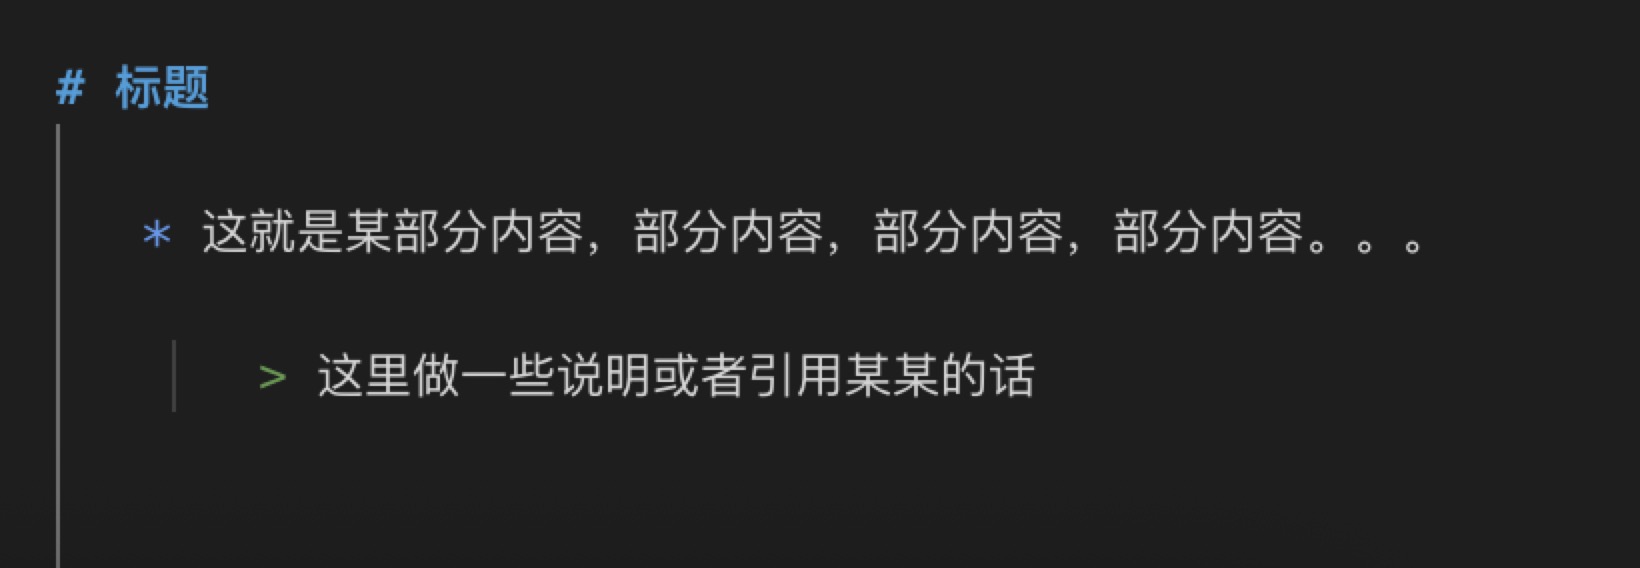 # 标题
* 这就是某部分内容，部分内容，部分内容，部分内容。。。
> 这里做一些说明或者引用某某的话